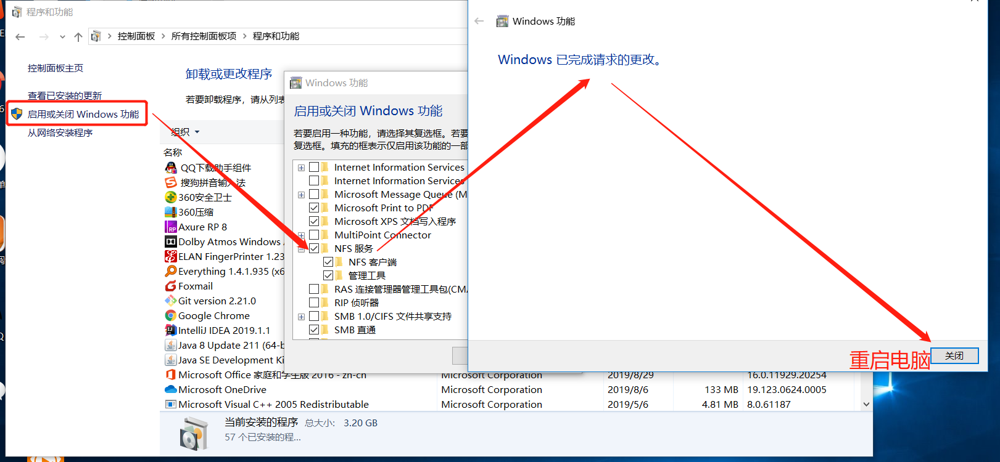 程序和功能
控制面板 所有控制面板项 程序和功能
控制面板主页
查看已安装的更新
启用或关闭 Windows 功能
从网络安装程序
卸载或更改程序
若要卸载程序，请从列表
组织
名称
QQ下载助手组件
搜狗拼音输入法
360安全卫士
360压缩
Axure RP 8
Dolby Atmos Windows
ELAN FingerPrinter 1.23
Everything 1.4.1.935 (x6
Foxmail
Git version 2.21.0
Google Chrome
IntelliJ IDEA 2019.1.1
Java 8 Update 211 (64-b
Java SE Development Ki
Microsoft Office 家庭和学生版 2016 - zh-cn Microsoft Corporation 2019/8/29 16.0.11929.20254
Microsoft OneDrive Microsoft Corporation 2019/8/6 133 MB 19.123.0624.0005
Microsoft Visual C++ 2005 Redistributable Microsoft Corporation 2019/5/6 4.81 MB 8.0.61187
当前安装的程序 总大小: 3.20 GB
57 个已安装的程...
Windows 功能
启用或关闭 Windows 功能
若要启用一种功能，请选择其复选框。若要
复选框。填充的框表示仅启用该功能的一部
Internet Information Services
Internet Information Services
Microsoft Message Queue (M
Microsoft Print to PDF
Microsoft XPS 文档写入程序
MultiPoint Connector
NFS 服务
NFS 客户端
管理工具
RAS 连接管理器管理工具包(CMA
RIP 侦听器
SMB 1.0/CIFS 文件共享支持
SMB 直通
Windows 功能
Windows 已完成请求的更改。
重启电脑
关闭